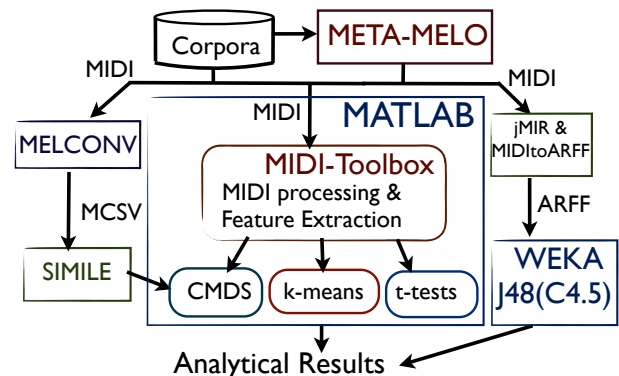 Corpora
META-MELO
MIDI
MIDI
MIDI
MATLAB
MELCONV
jMIR &
MIDItoARFF
MIDI-Toolbox
MIDI processing &
Feature Extraction
MCSV
ARFF
SIMILE
CMDS
k-means
t-tests
WEKA
J48(C4.5)
Analytical Results